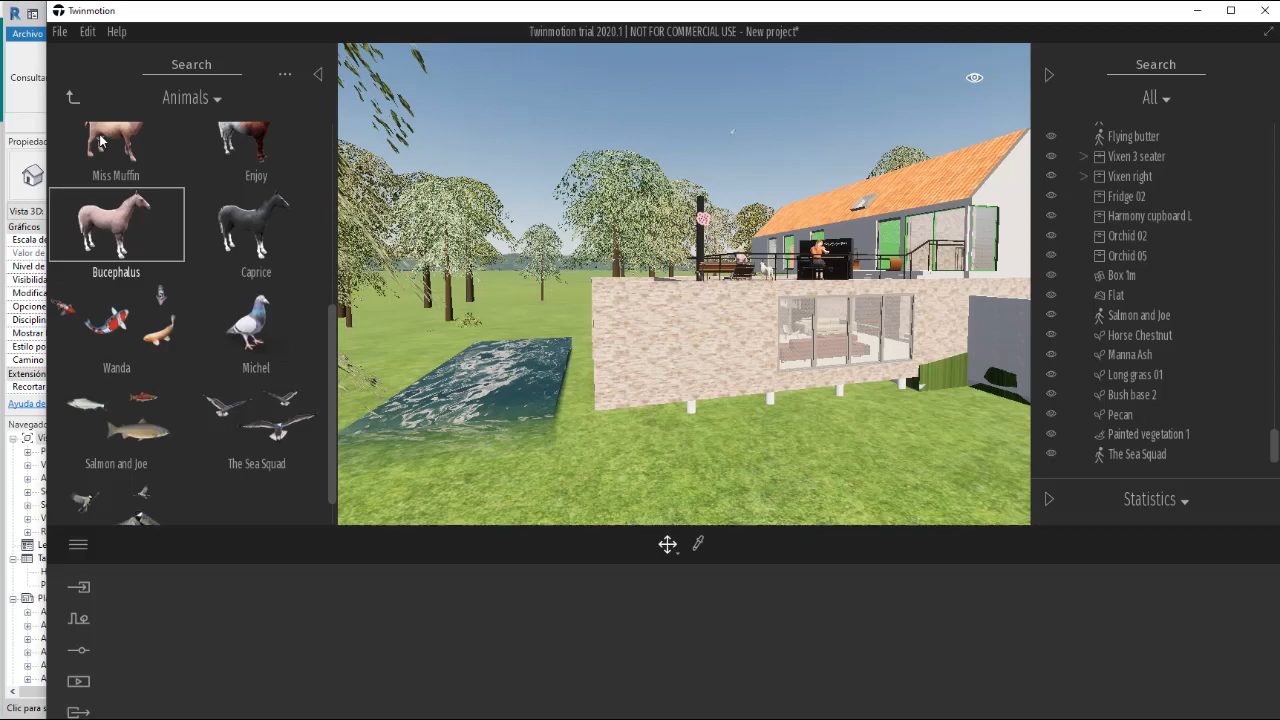 Twinmotion
File Edit Help
Twinmotion trial 2020.1 | NOT FOR COMMERCIAL USE - New project*
Archivo
Consultar
Propiedad
Vista 3D:
Gráficos
Escala de
Valor de
Nivel de
Visibilida
Modifica
Opcione
Disciplin
Mostrar
Estilo po
Camino
Extensión
Recortar
Ayuda de
Navegado
Clic para s
Search
...
Animals
Miss Muffin
Enjoy
Bucephalus
Caprice
Wanda
Michel
Salmon and Joe
The Sea Squad
Search
All
Flying butter
Vixen 3 seater
Vixen right
Fridge 02
Harmony cupboard L
Orchid 02
Orchid 05
Box 1m
Flat
Salmon and Joe
Horse Chestnut
Manna Ash
Long grass 01
Bush base 2
Pecan
Painted vegetation 1
The Sea Squad
Statistics